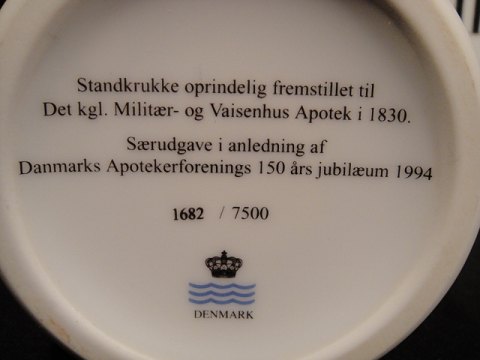 Standkrukke oprindelig fremstillet til
Det kgl. Militær- og Vaisenhus Apotek i 1830.
Særudgave i anledning af
Danmarks Apotekerforenings 150 års jubilæum 1994
1682 / 7500
DENMARK